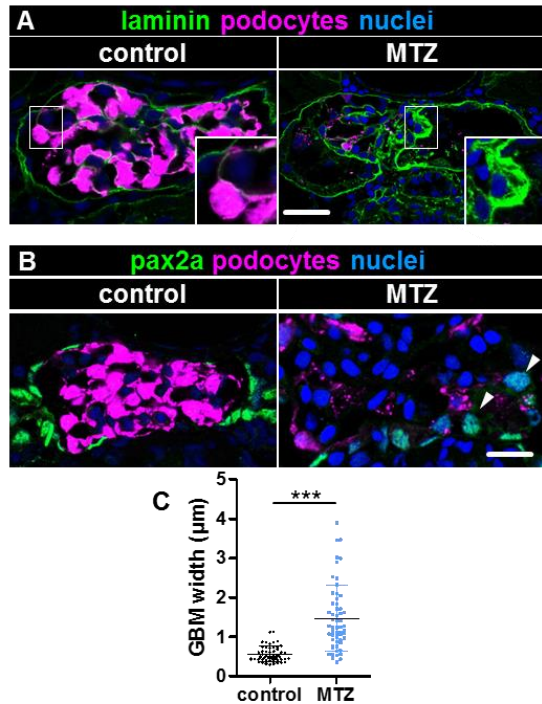 A laminin podocytes nuclei
control MTZ
B pax2a podocytes nuclei
control MTZ
C
GBM width (µm)
5
4
3
2
1
0
***
control MTZ